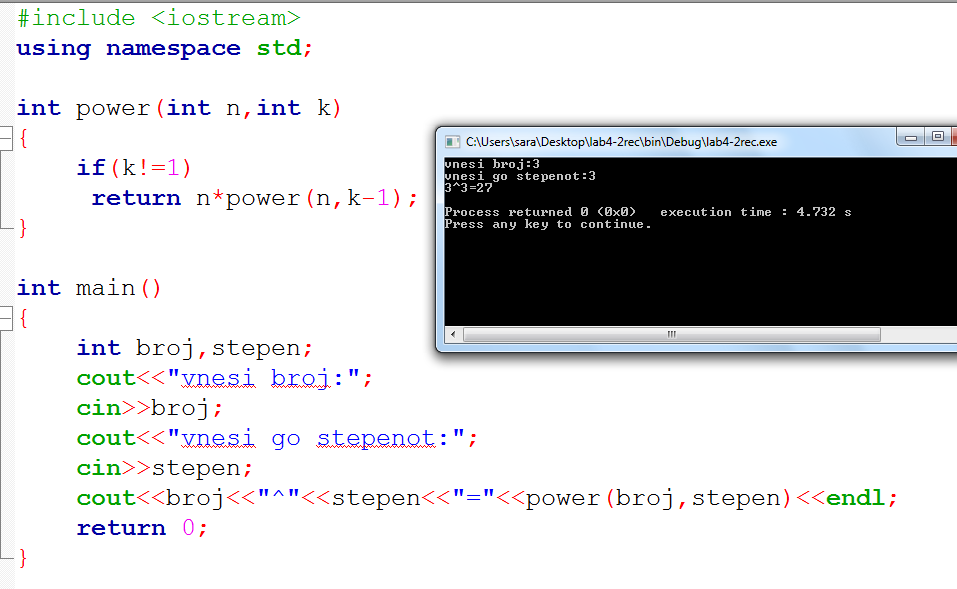 #include <iostream>
using namespace std;
int power(int n,int k)
{
if(k!=1)
return n*power(n,k-1);
}
int main()
{
int broj,stepen;
cout<<"vnesi broj:";
cin>>broj;
cout<<"vnesi go stepenot:";
cin>>stepen;
cout<<broj<<"^"<<stepen<<"="<<power(broj,stepen)<<endl;
return 0;
}
C:\Users\sara\Desktop\lab4-2rec\bin\Debug\lab4-2rec.exe
vnesi broj:3
vnesi go stepenot:3
3^3=27
Process returned 0 (0x0)   execution time : 4.732 s
Press any key to continue.